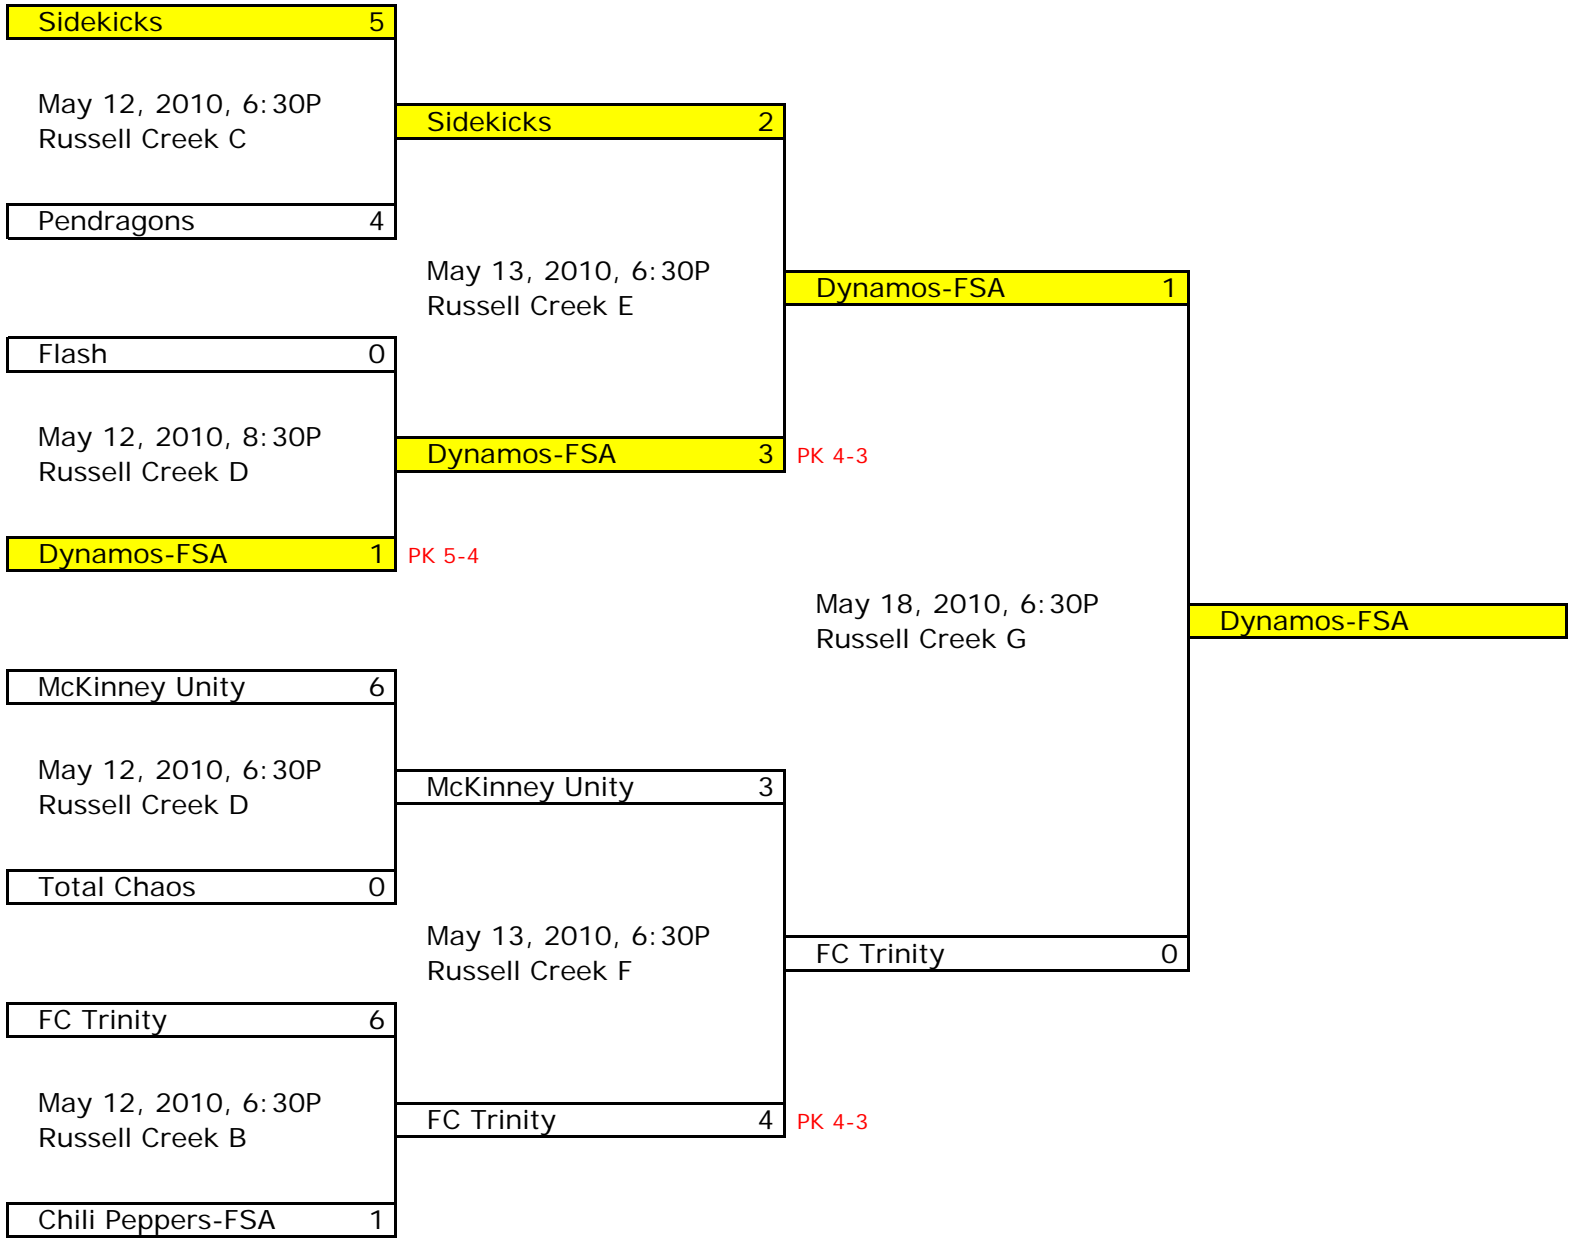 Sidekicks 5
May 12, 2010, 6:30P
Russell Creek C
Pendragons 4
Flash 0
May 12, 2010, 8:30P
Russell Creek D
Dynamos-FSA 1 PK 5-4
McKinney Unity 6
May 12, 2010, 6:30P
Russell Creek D
Total Chaos 0
FC Trinity 6
May 12, 2010, 6:30P
Russell Creek B
Chili Peppers-FSA 1
Sidekicks 2
May 13, 2010, 6:30P
Russell Creek E
Dynamos-FSA 3 PK 4-3
McKinney Unity 3
May 13, 2010, 6:30P
Russell Creek F
FC Trinity 4 PK 4-3
Dynamos-FSA 1
May 18, 2010, 6:30P
Russell Creek G
FC Trinity 0
Dynamos-FSA